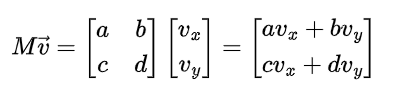 $M\vec{v} = \begin{bmatrix} a & b \\ c & d \end{bmatrix} \begin{bmatrix} v_x \\ v_y \end{bmatrix} = \begin{bmatrix} av_x + bv_y \\ cv_x + dv_y \end{bmatrix}$